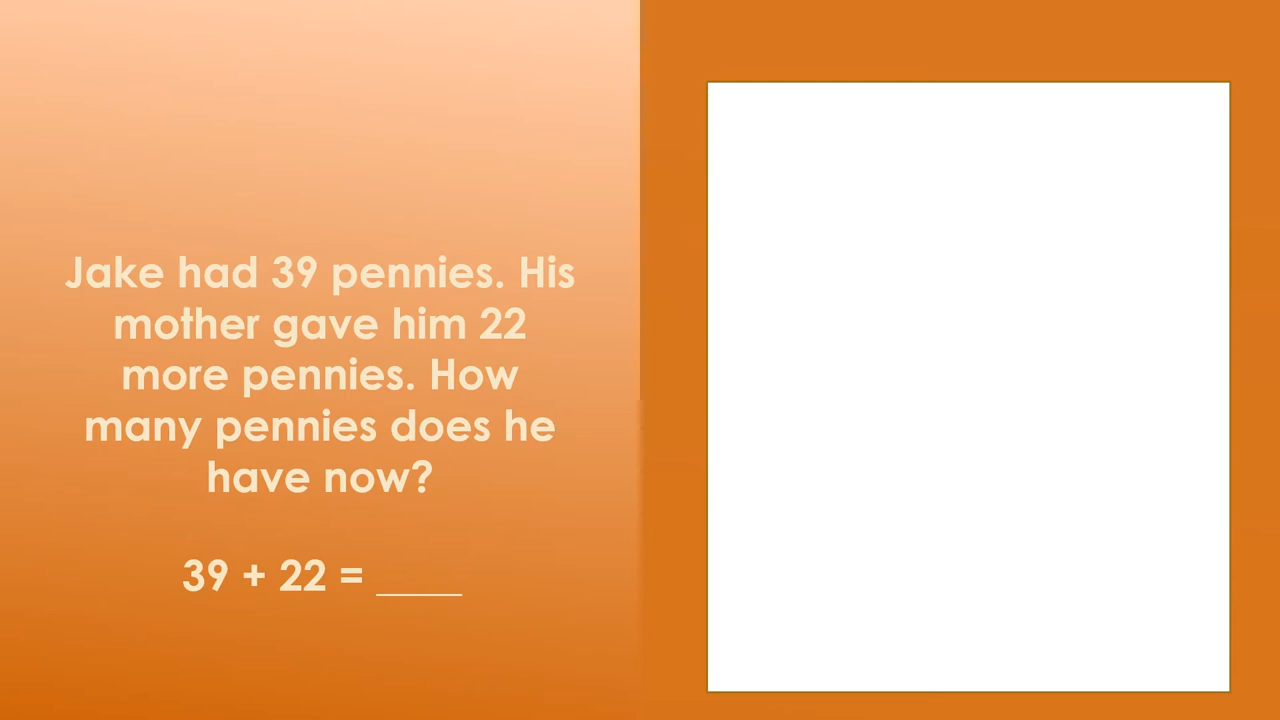 Jake had 39 pennies. His
mother gave him 22
more pennies. How
many pennies does he
have now?
39 + 22 = ____